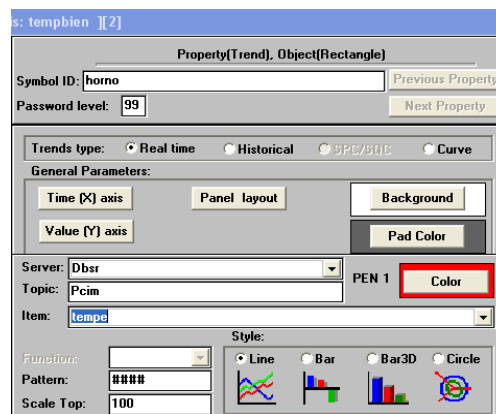 is: tempbien ][2]
Property(Trend), Object(Rectangle)
Symbol ID: horno Previous Property
Password level: 99 Next Property
Trends type: Real time Historical SPC/SQC Curve
General Parameters:
Time (X) axis Panel layout Background
Value (Y) axis Pad Color
Server: Dbsr PEN 1 Color
Topic: Pcim
Item: tempe
Style:
Function: Line Bar Bar3D Circle
Pattern: ####
Scale Top: 100